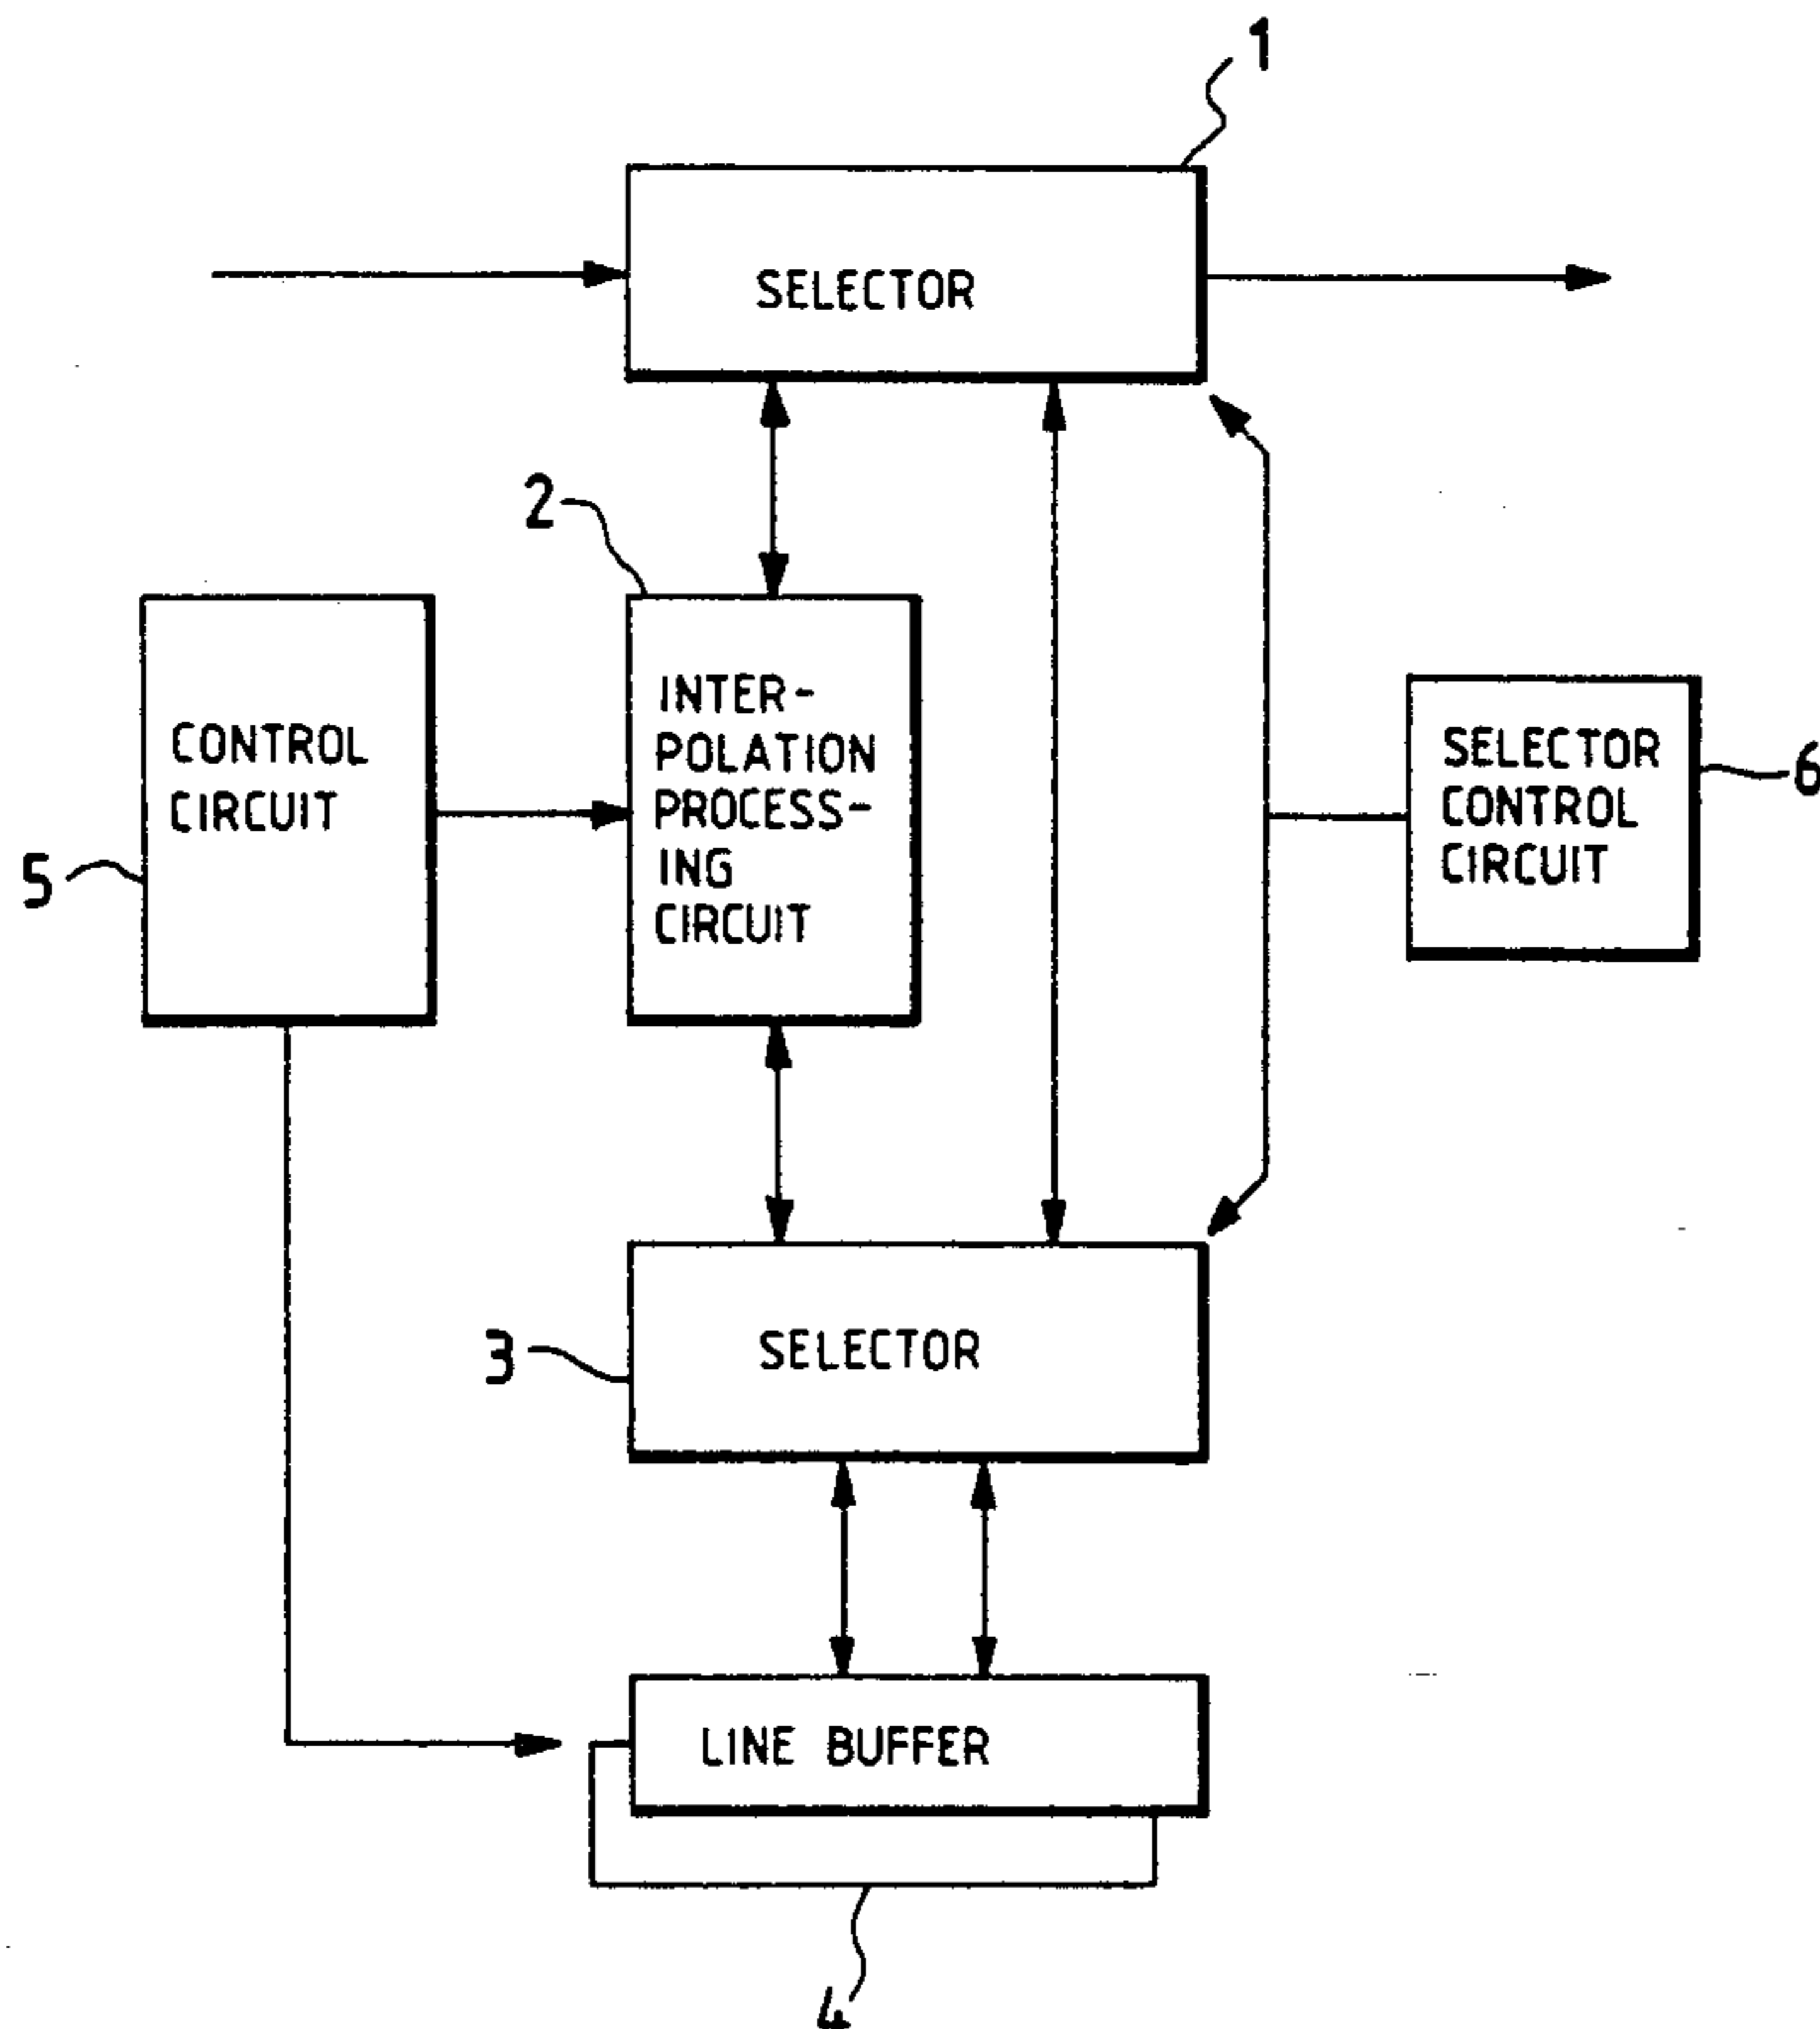 1
SELECTOR
2
CONTROL
CIRCUIT
5
INTER-
POLATION
PROCESS-
ING
CIRCUIT
SELECTOR
CONTROL
CIRCUIT
6
3
SELECTOR
LINE BUFFER
4